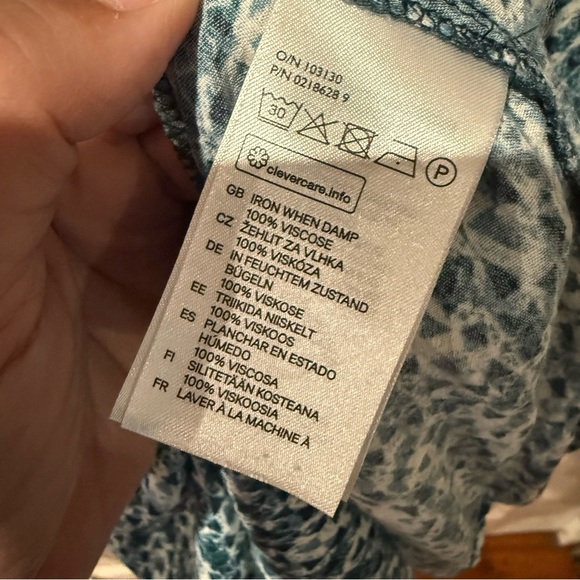 O/N 103130
P/N 0218628 9
30 P
clevercare.info
GB IRON WHEN DAMP
100% VISCOSE
CZ ŽEHLIT ZA VLHKA
100% VISKÓZA
DE IN FEUCHTEM ZUSTAND
BÜGELN
100% VISKOSE
EE TRIIKIDA NIISKELT
100% VISKOOS
ES PLANCHAR EN ESTADO
HÚMEDO
100% VISCOSA
FI SILITETÄÄN KOSTEANA
100% VISKOOSIA
FR LAVER À LA MACHINE À